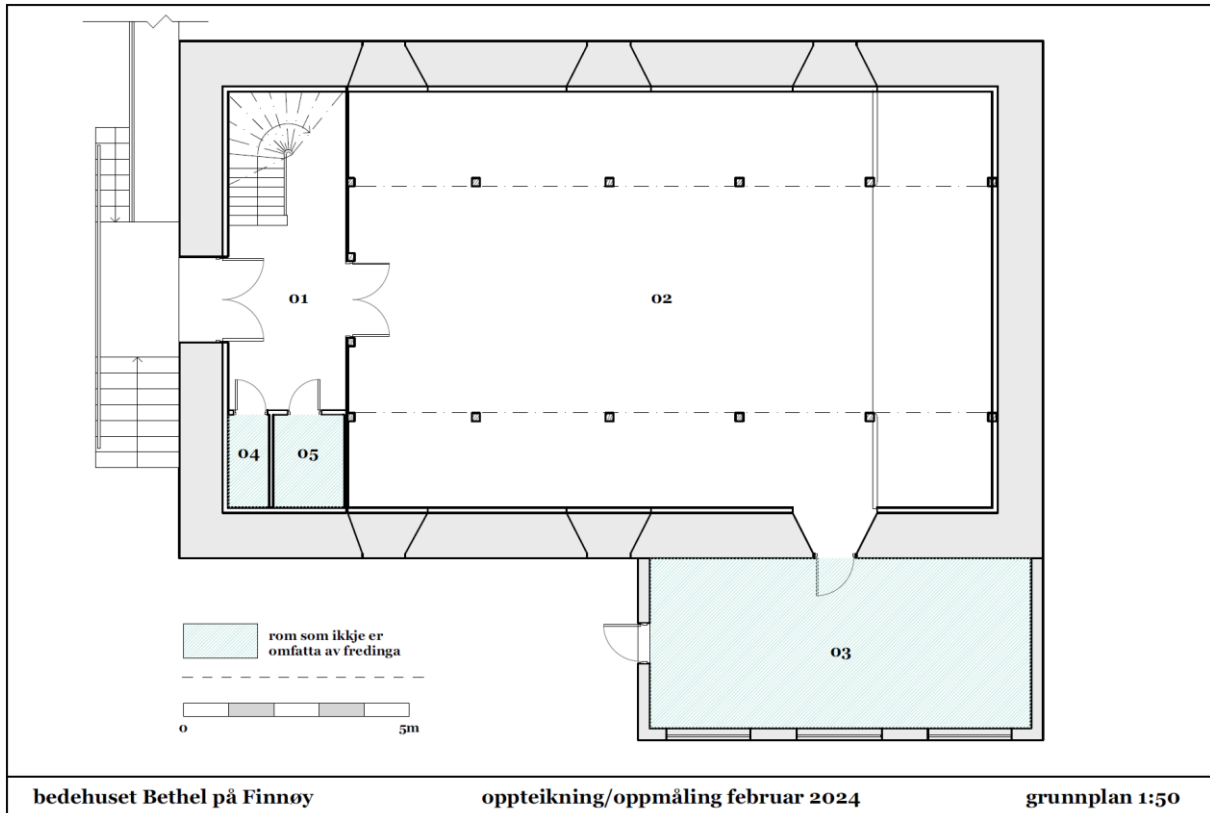 01
02
04
05
03
rom som ikkje er
omfatta av fredinga
0 5m
bedehuset Bethel på Finnøy oppteikning/oppmåling februar 2024 grunnplan 1:50